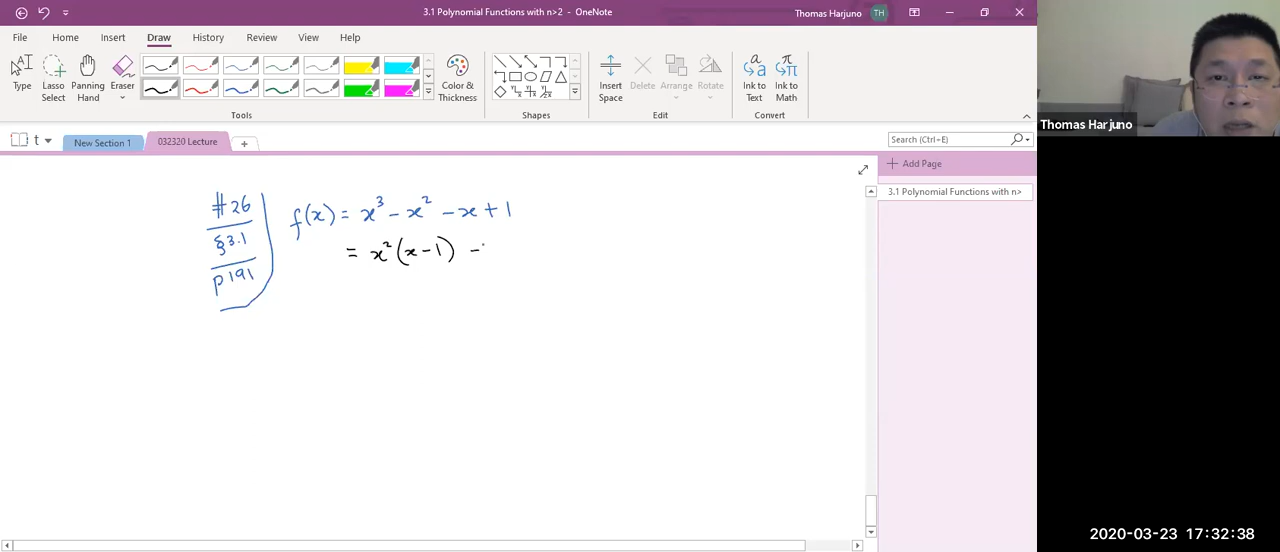 3.1 Polynomial Functions with n>2 - OneNote
Thomas Harjuno
TH
File Home Insert Draw History Review View Help
Type
Lasso Select
Panning Hand
Eraser
Color & Thickness
Insert Space
Delete
Arrange
Rotate
Ink to Text
Ink to Math
Tools
Shapes
Edit
Convert
t
New Section 1
032320 Lecture
Search (Ctrl+E)
Add Page
3.1 Polynomial Functions with n>
#26
§3.1
p191
f(x) = x³ - x² - x + 1
= x²(x-1) -
Thomas Harjuno
2020-03-23 17:32:38